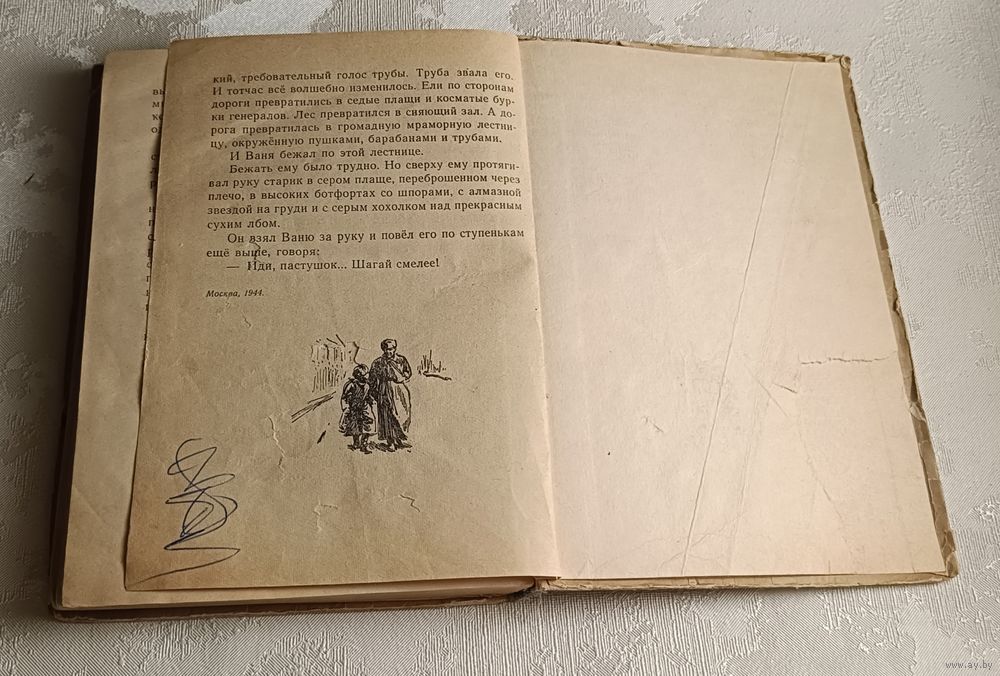 кий, требовательный голос трубы. Труба звала его.
И тотчас всё волшебно изменилось. Ели по сторонам
дороги превратились в седые плащи и косматые бур-
ки генералов. Лес превратился в сияющий зал. А до-
рога превратилась в громадную мраморную лестни-
цу, окружённую пушками, барабанами и трубами.
И Ваня бежал по этой лестнице.
Бежать ему было трудно. Но сверху ему протяги-
вал руку старик в сером плаще, переброшенном через
плечо, в высоких ботфортах со шпорами, с алмазной
звездой на груди и с серым хохолком над прекрасным
сухим лбом.
Он взял Ваню за руку и повёл его по ступенькам
ещё выше, говоря:
— Иди, пастушок... Шагай смелее!
Москва, 1944.
www.ay.by